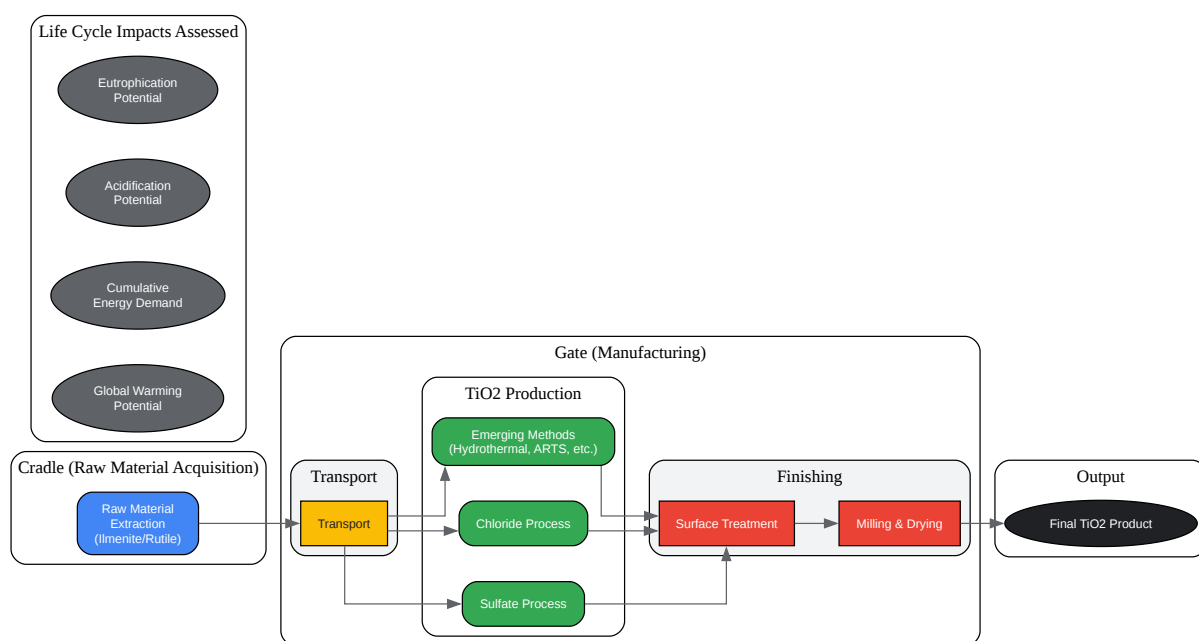 Life Cycle Impacts Assessed
Eutrophication
Potential
Acidification
Potential
Cumulative
Energy Demand
Global Warming
Potential
Cradle (Raw Material Acquisition)
Raw Material
Extraction
(Ilmenite/Rutile)
Gate (Manufacturing)
Transport
Transport
TiO2 Production
Emerging Methods
(Hydrothermal, ARTS, etc.)
Chloride Process
Sulfate Process
Finishing
Surface Treatment
Milling & Drying
Output
Final TiO2 Product